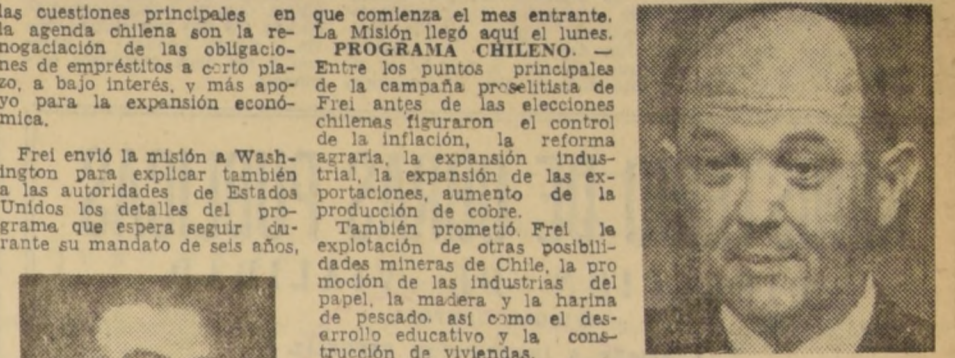 las cuestiones principales en
la agenda chilena son la re-
nogaciación de las obligacio-
nes de empréstitos a corto pla-
zo, a bajo interés, y más apo-
yo para la expansión econó-
mica.
Frei envió la misión a Wash-
ington para explicar también
a las autoridades de Estados
Unidos los detalles del pro-
grama que espera seguir du-
rante su mandato de seis años,
que comienza el mes entrante.
La Misión llegó aquí el lunes.
PROGRAMA CHILENO. —
Entre los puntos principales
de la campaña proselitista de
Frei antes de las elecciones
chilenas figuraron el control
de la inflación, la reforma
agraria, la expansión indus-
trial, la expansión de las ex-
portaciones, aumento de la
producción de cobre.
También prometió Frei la
explotación de otras posibili-
dades mineras de Chile, la pro
moción de las industrias del
papel, la madera y la harina
de pescado, así como el des-
arrollo educativo y la cons-
trucción de viviendas.